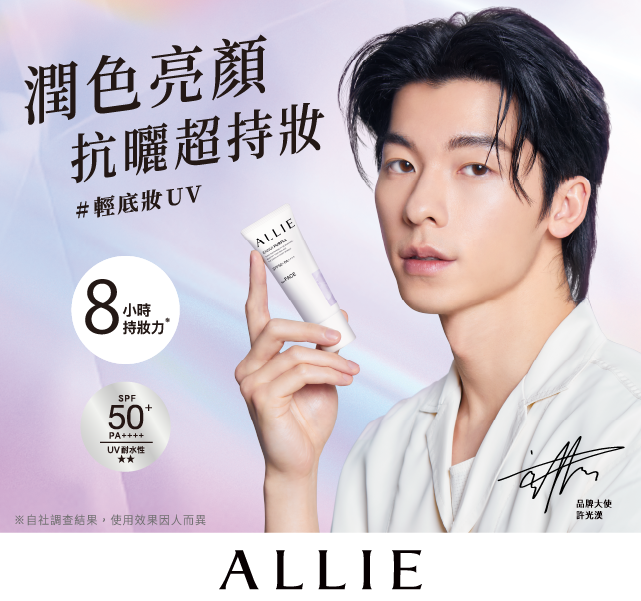 潤色亮顏
抗曬超持妝
#輕底妝UV
ALLIE
8小時
持妝力*
SPF
50+
PA++++
UV耐水性
★★
品牌大使
許光漢
※自社調查結果，使用效果因人而異
ALLIE